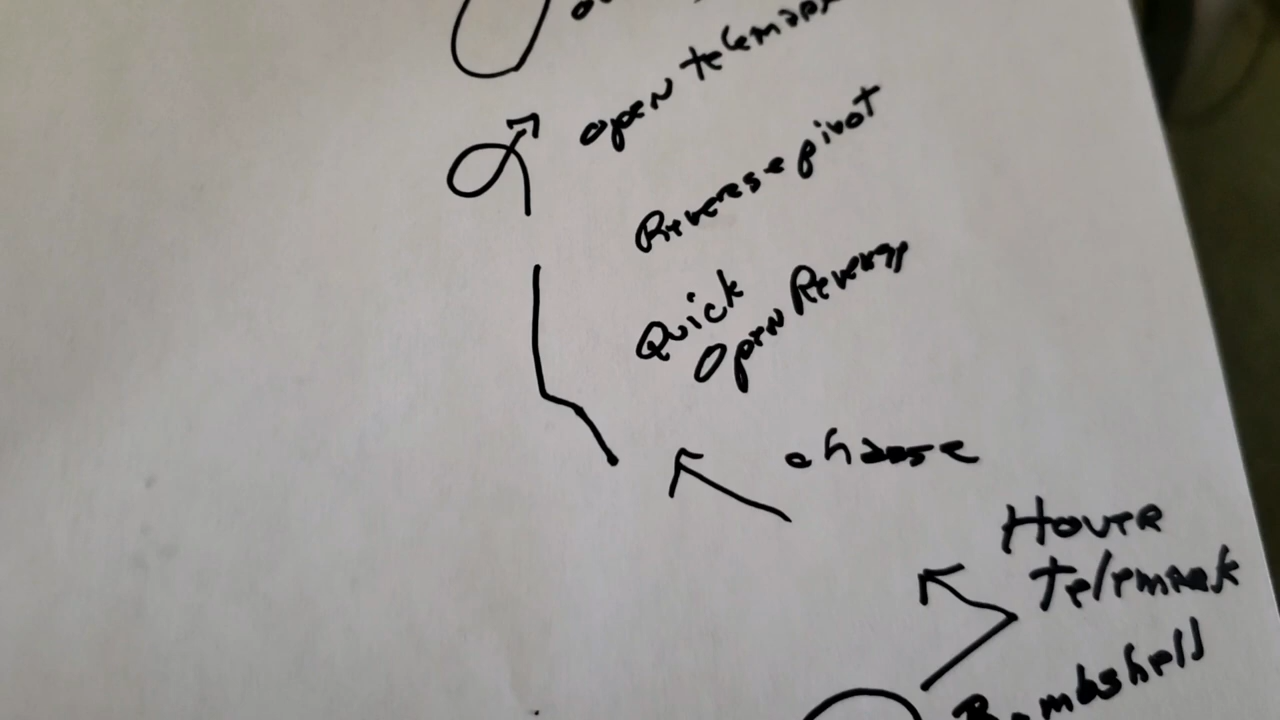 open telemark
Reverse pivot
Quick
open Reverse
chasse
Hover
telemark
Bombshell